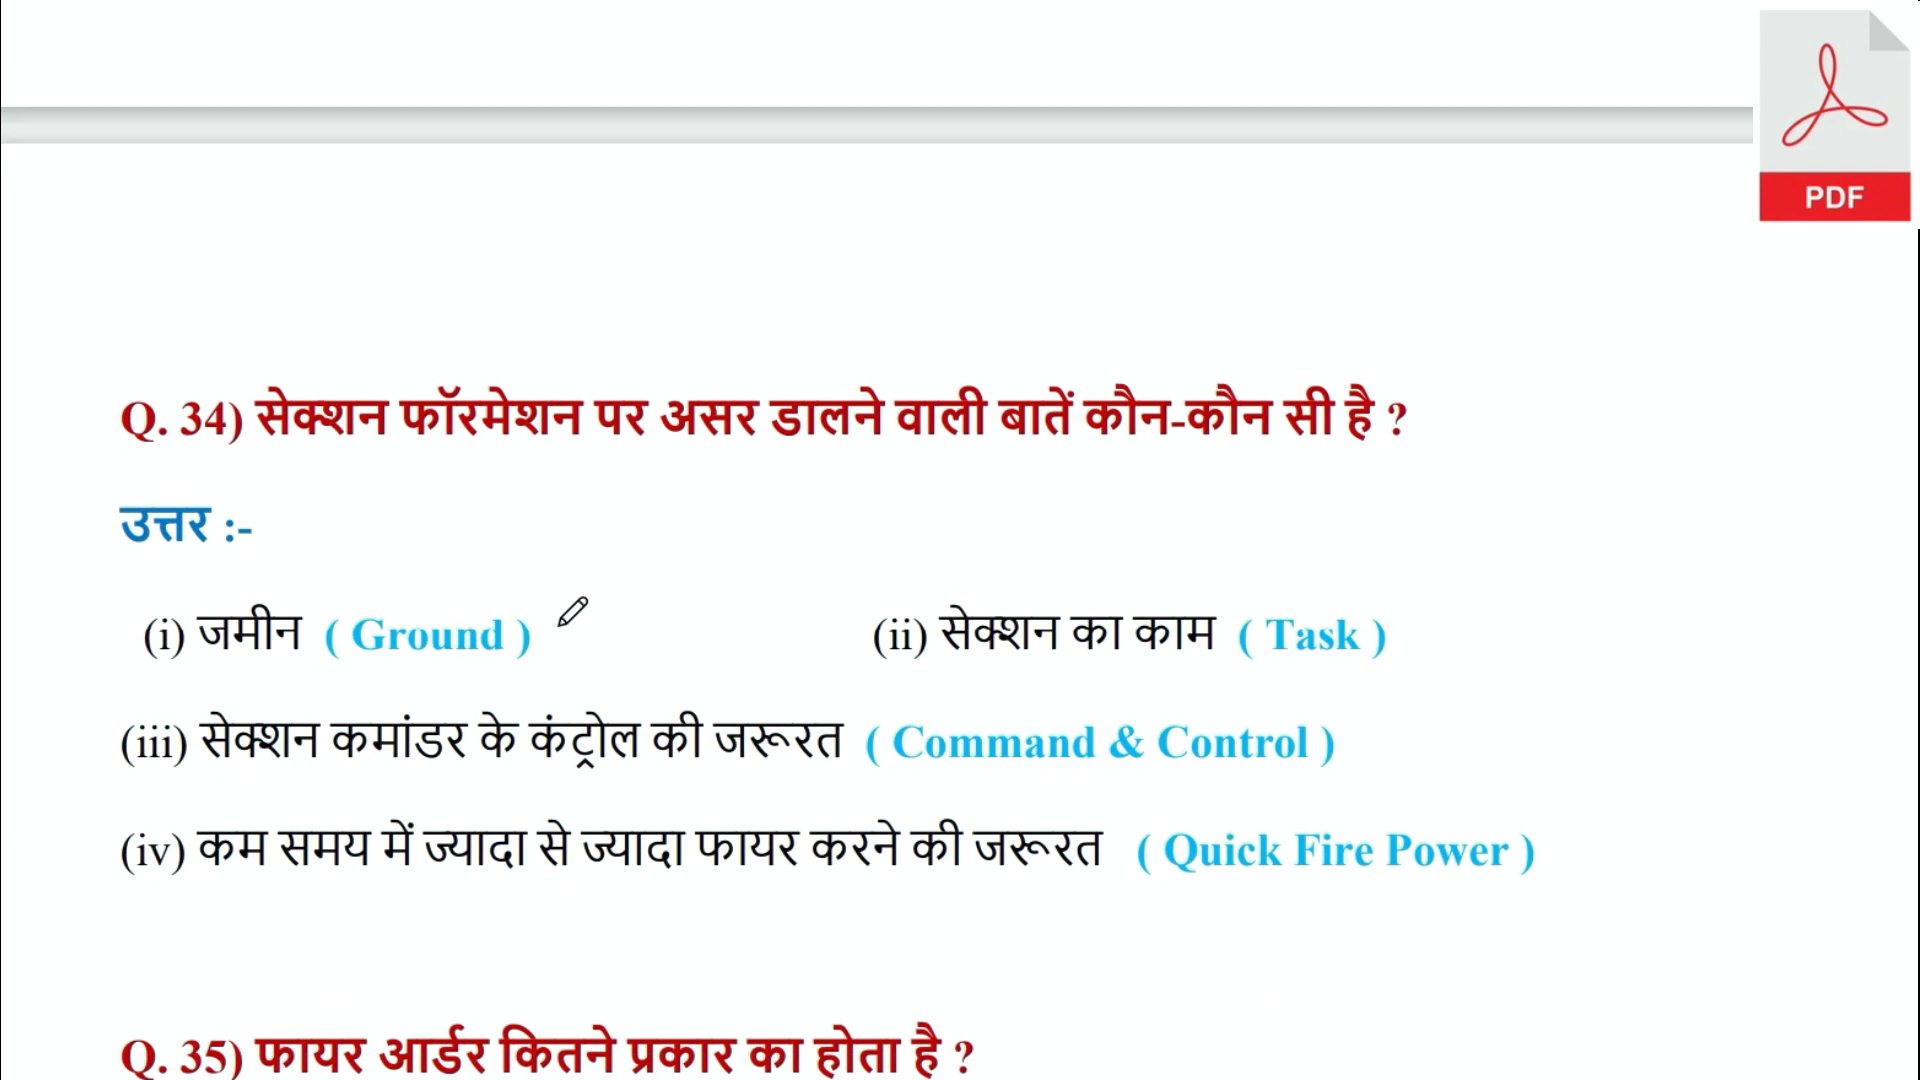 PDF
Q. 34) सेक्शन फॉरमेशन पर असर डालने वाली बातें कौन-कौन सी है ?
उत्तर :-
(i) जमीन ( Ground ) (ii) सेक्शन का काम ( Task )
(iii) सेक्शन कमांडर के कंट्रोल की जरूरत ( Command & Control )
(iv) कम समय में ज्यादा से ज्यादा फायर करने की जरूरत ( Quick Fire Power )
Q. 35) फायर आर्डर कितने प्रकार का होता है ?